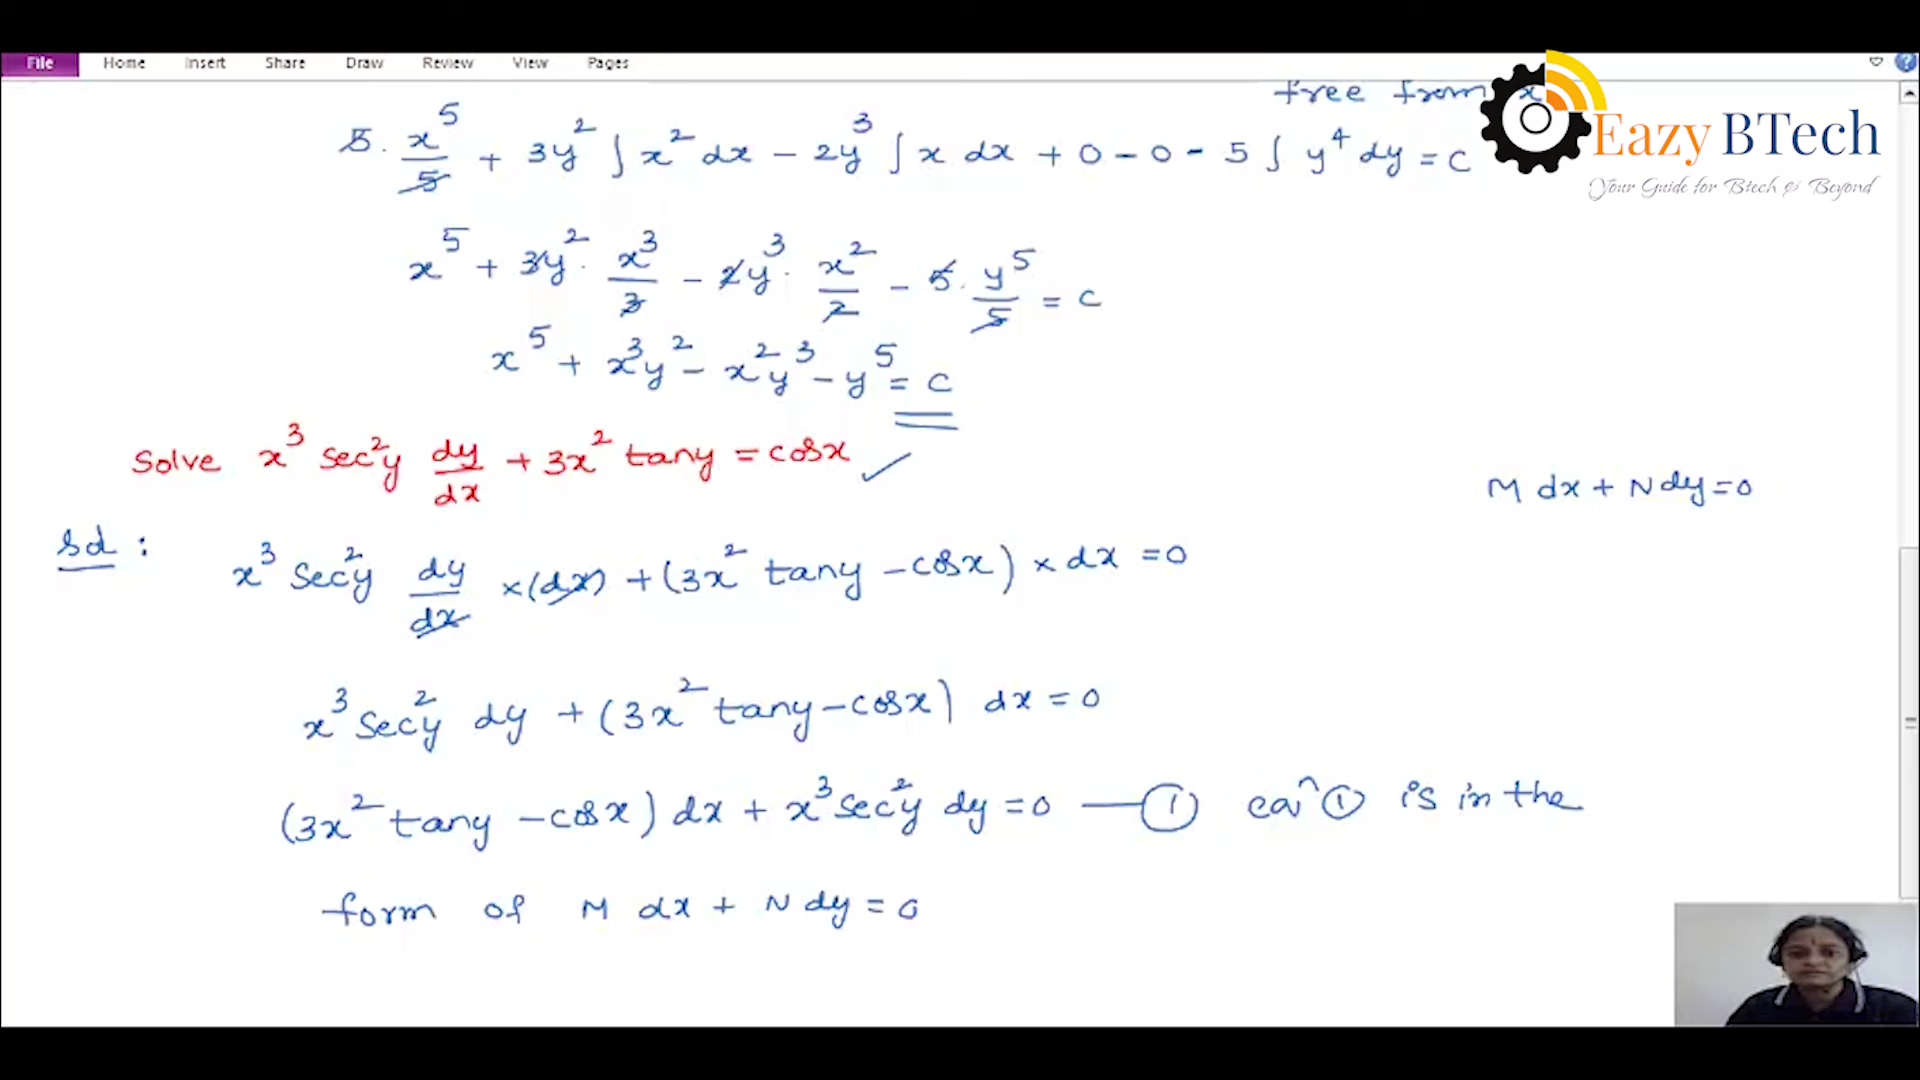 File Home Insert Share Draw Review View Pages
free from x
Eazy BTech
Your Guide for Btech & Beyond
5. x^5/5 + 3y^2 ∫ x^2 dx - 2y^3 ∫ x dx + 0 - 0 - 5 ∫ y^4 dy = c
x^5 + 3y^2 . x^3/3 - 2y^3 . x^2/2 - 5. y^5/5 = c
x^5 + x^3y^2 - x^2y^3 - y^5 = c
Solve x^3 sec^2y dy/dx + 3x^2 tany = cosx ✓
M dx + N dy = 0
Sol :
x^3 sec^2y dy/dx ×(dx) + (3x^2 tany - cosx) × dx = 0
x^3 sec^2y dy + (3x^2 tany - cosx) dx = 0
(3x^2 tany - cosx) dx + x^3 sec^2y dy = 0 — ① eq^n ① is in the
form of M dx + N dy = 0